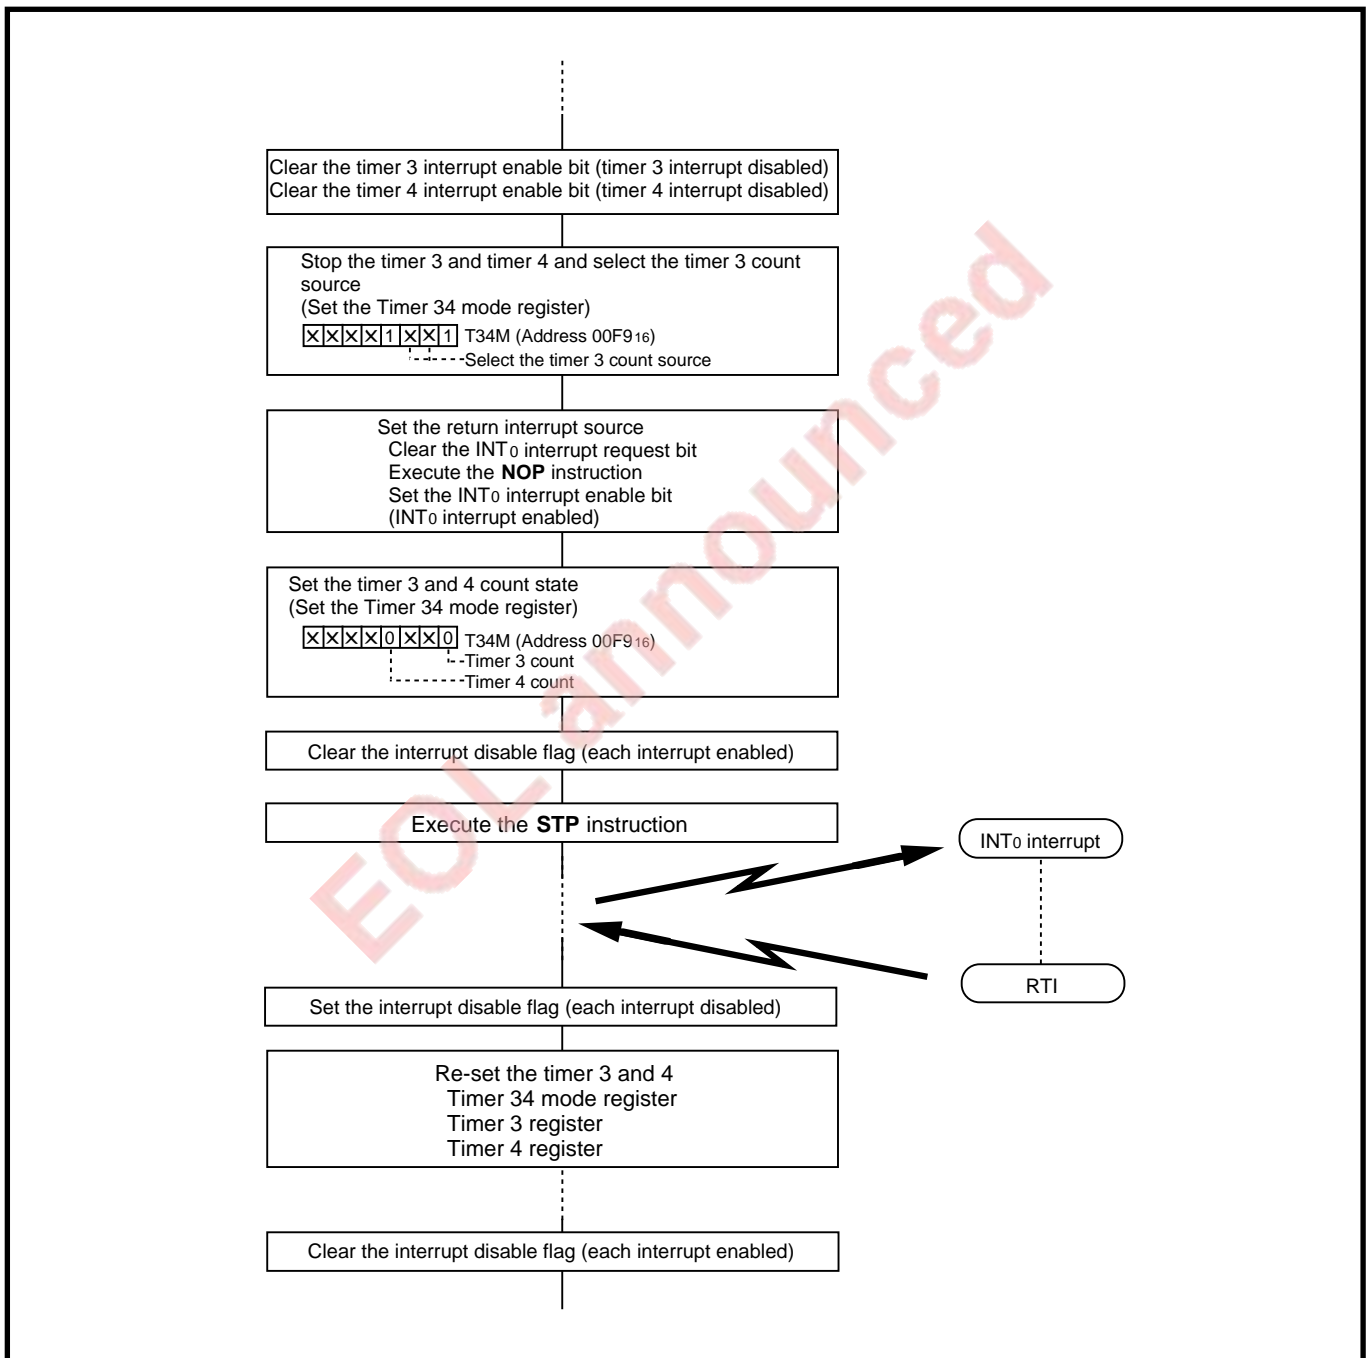 Clear the timer 3 interrupt enable bit (timer 3 interrupt disabled)
Clear the timer 4 interrupt enable bit (timer 4 interrupt disabled)
Stop the timer 3 and timer 4 and select the timer 3 count
source
(Set the Timer 34 mode register)
X X X X 1 X X 1 T34M (Address 00F916)
Select the timer 3 count source
Set the return interrupt source
Clear the INT0 interrupt request bit
Execute the NOP instruction
Set the INT0 interrupt enable bit
(INT0 interrupt enabled)
Set the timer 3 and 4 count state
(Set the Timer 34 mode register)
X X X X 0 X X 0 T34M (Address 00F916)
Timer 3 count
Timer 4 count
Clear the interrupt disable flag (each interrupt enabled)
Execute the STP instruction
INT0 interrupt
RTI
Set the interrupt disable flag (each interrupt disabled)
Re-set the timer 3 and 4
Timer 34 mode register
Timer 3 register
Timer 4 register
Clear the interrupt disable flag (each interrupt enabled)
EOL announced